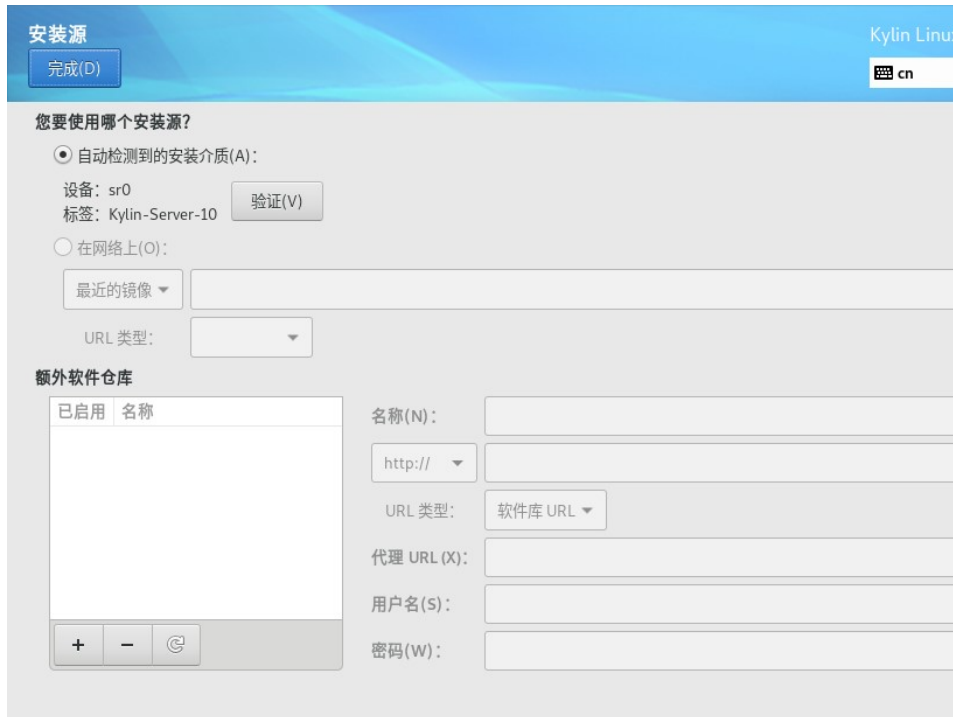 安装源
Kylin Linu
完成(D)
cn
您要使用哪个安装源?
自动检测到的安装介质(A):
设备: sr0
标签: Kylin-Server-10
验证(V)
在网络上(O):
最近的镜像
URL 类型:
额外软件仓库
已启用 名称
名称(N):
http://
URL 类型:
软件库 URL
代理 URL (X):
用户名(S):
密码(W):